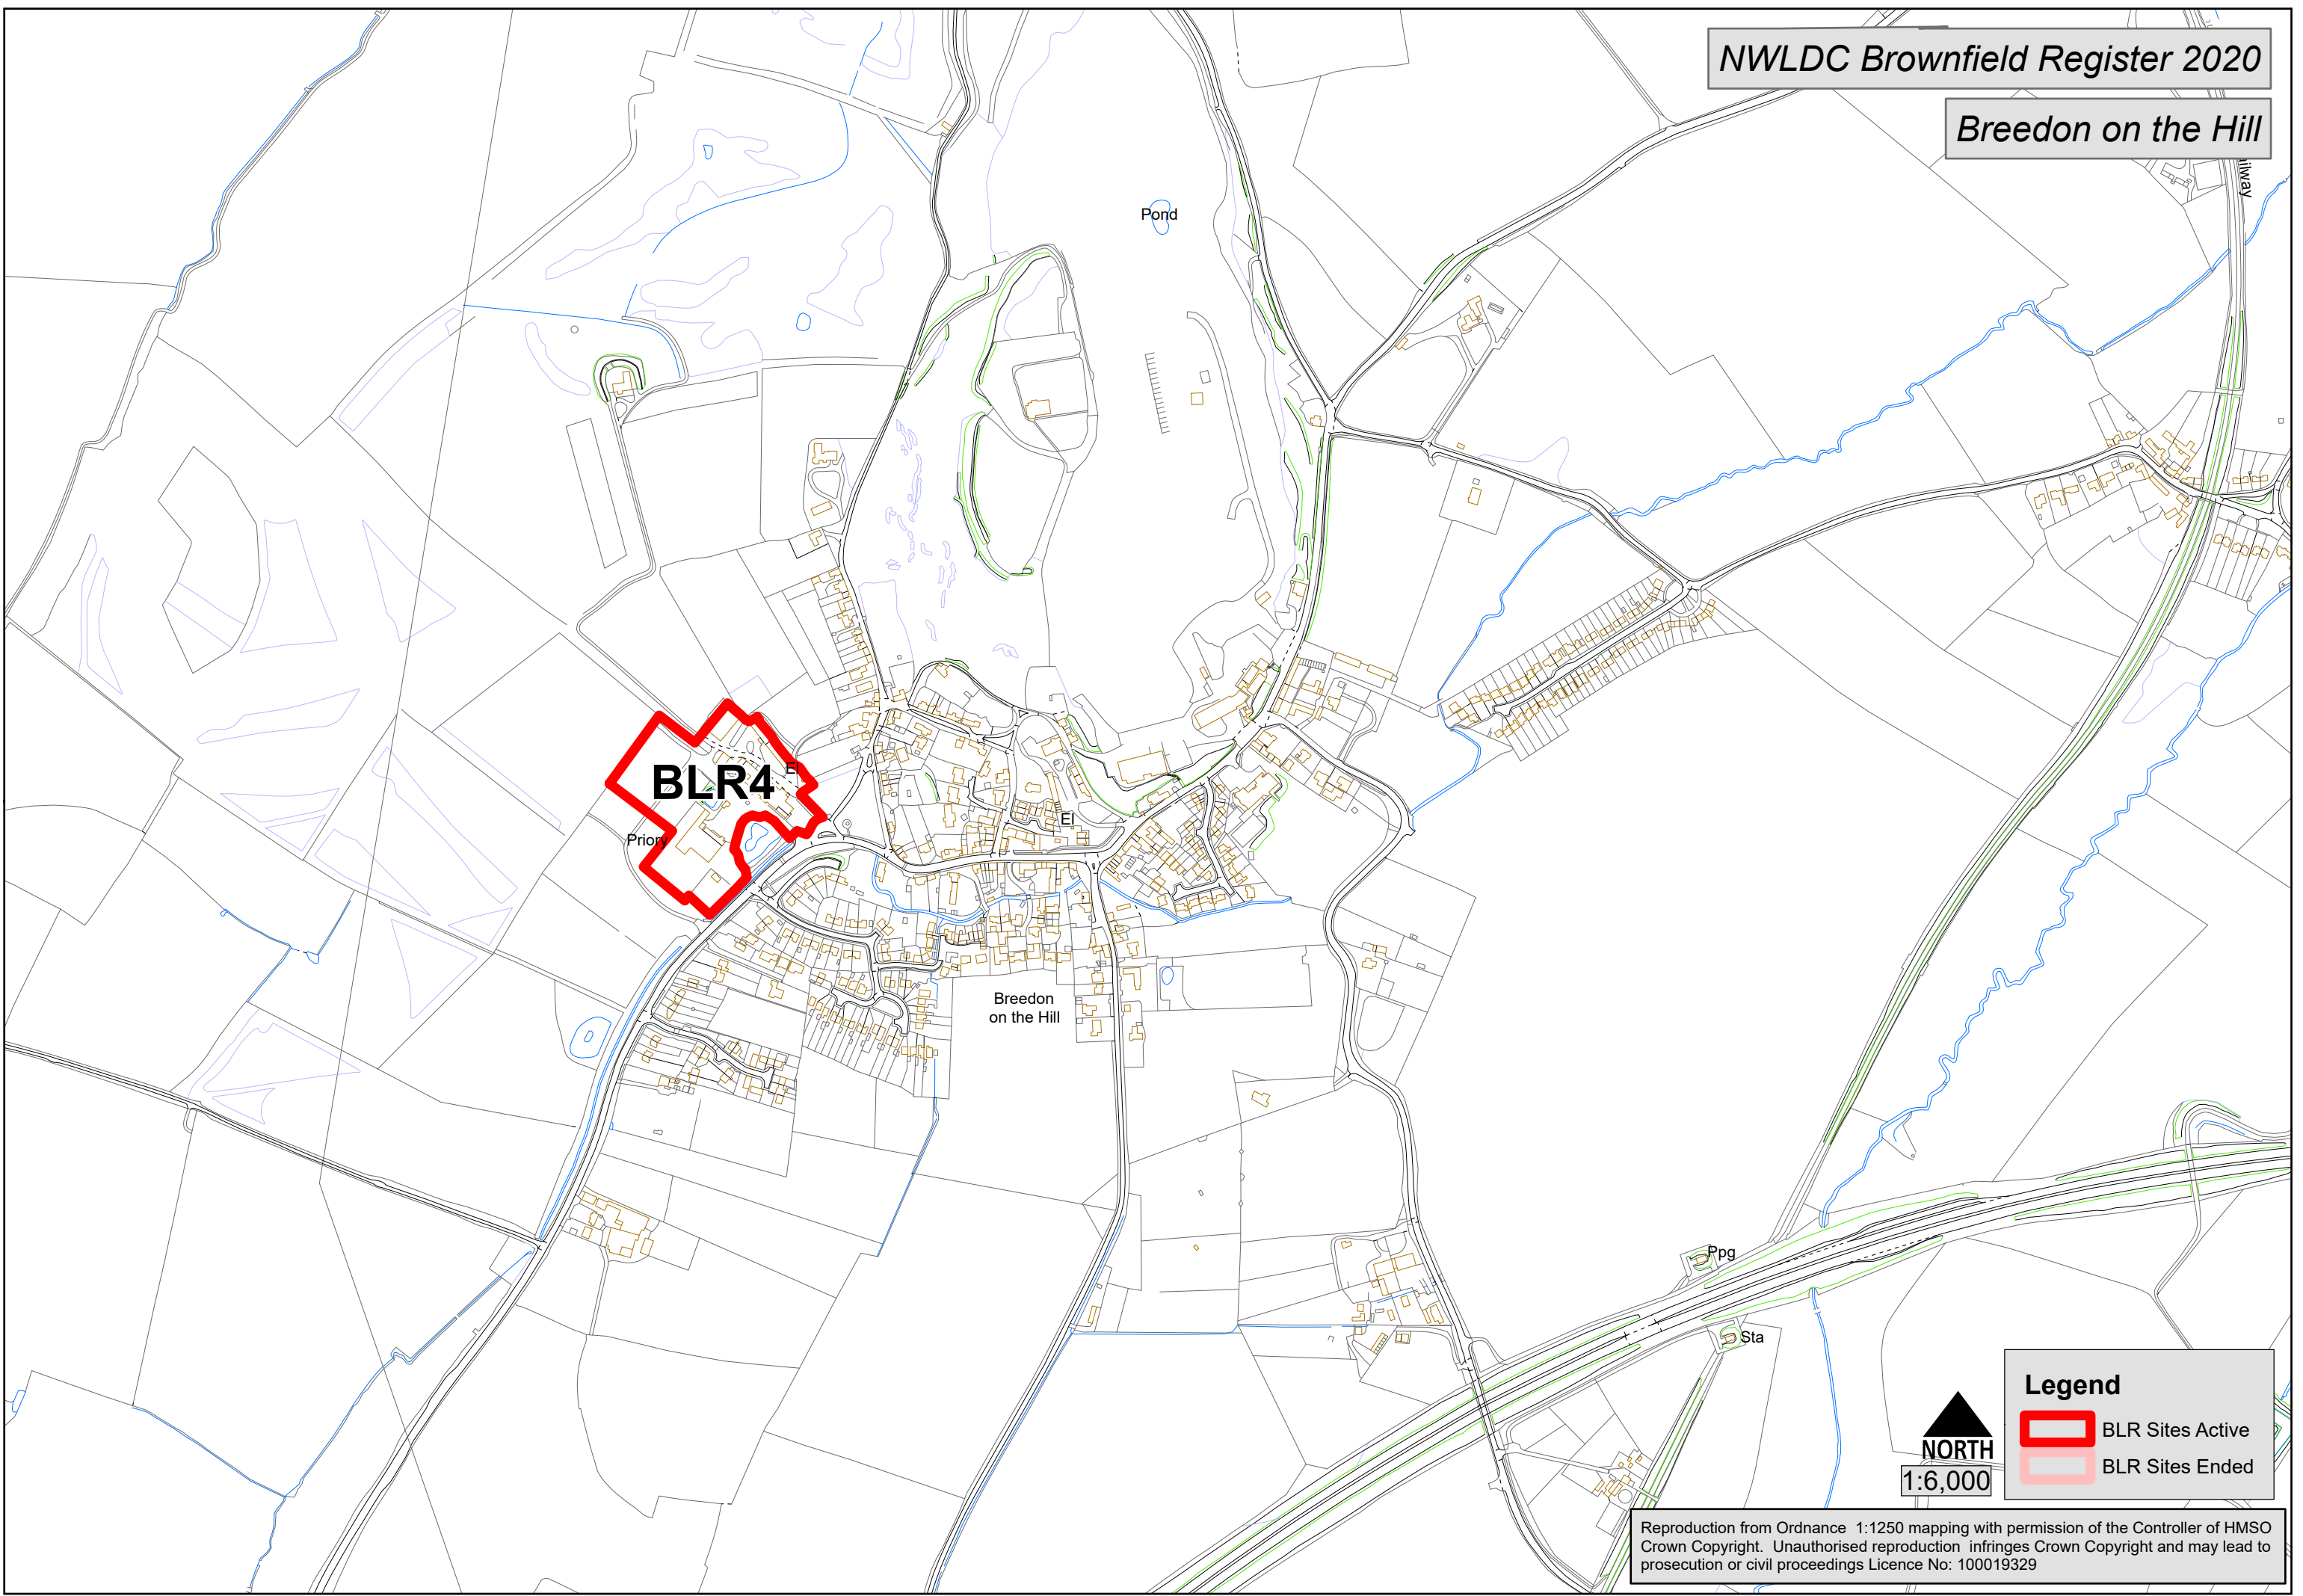 NWLDC Brownfield Register 2020
Breedon on the Hill
Pond
BLR4
El
Priory
El
Breedon
on the Hill
Ppg
Sta
NORTH
1:6,000
Legend
BLR Sites Active
BLR Sites Ended
Reproduction from Ordnance 1:1250 mapping with permission of the Controller of HMSO
Crown Copyright. Unauthorised reproduction infringes Crown Copyright and may lead to
prosecution or civil proceedings Licence No: 100019329